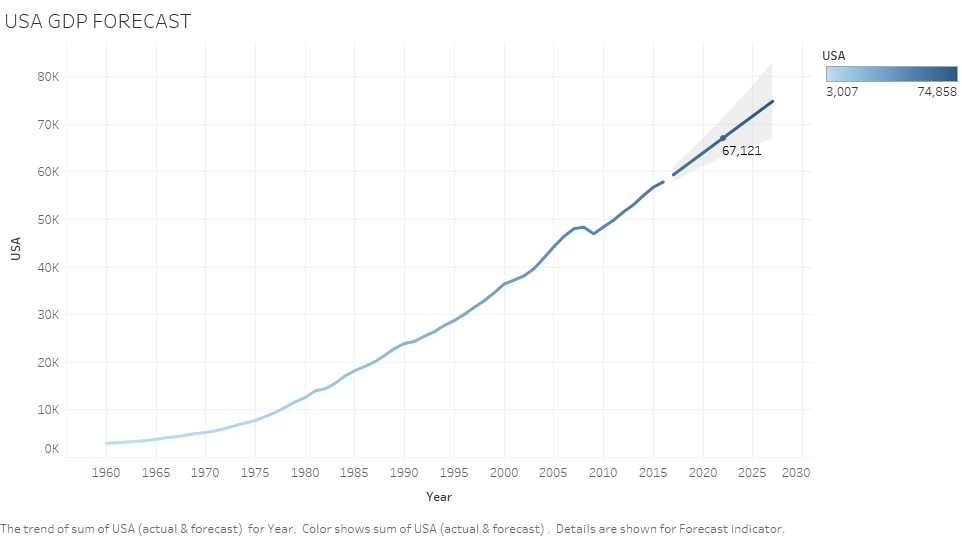 USA GDP FORECAST
USA
3,007 74,858
80K
70K
60K
50K
40K
30K
20K
10K
0K
USA
67,121
1960 1965 1970 1975 1980 1985 1990 1995 2000 2005 2010 2015 2020 2025 2030
Year
The trend of sum of USA (actual & forecast) for Year. Color shows sum of USA (actual & forecast) . Details are shown for Forecast indicator.